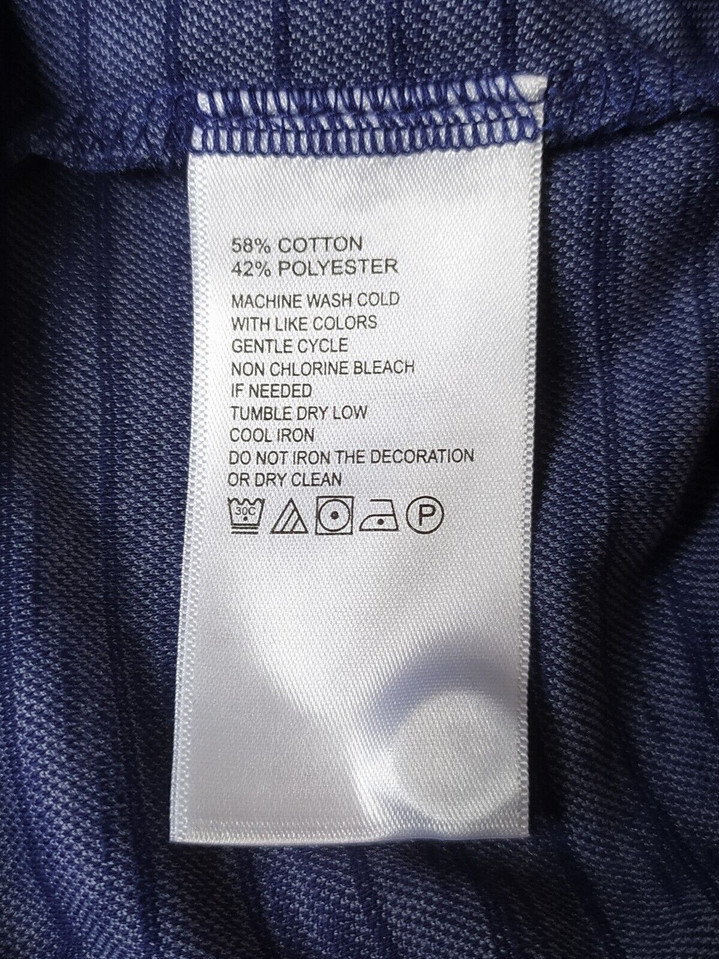 58% COTTON
42% POLYESTER
MACHINE WASH COLD
WITH LIKE COLORS
GENTLE CYCLE
NON CHLORINE BLEACH
IF NEEDED
TUMBLE DRY LOW
COOL IRON
DO NOT IRON THE DECORATION
OR DRY CLEAN
30C P